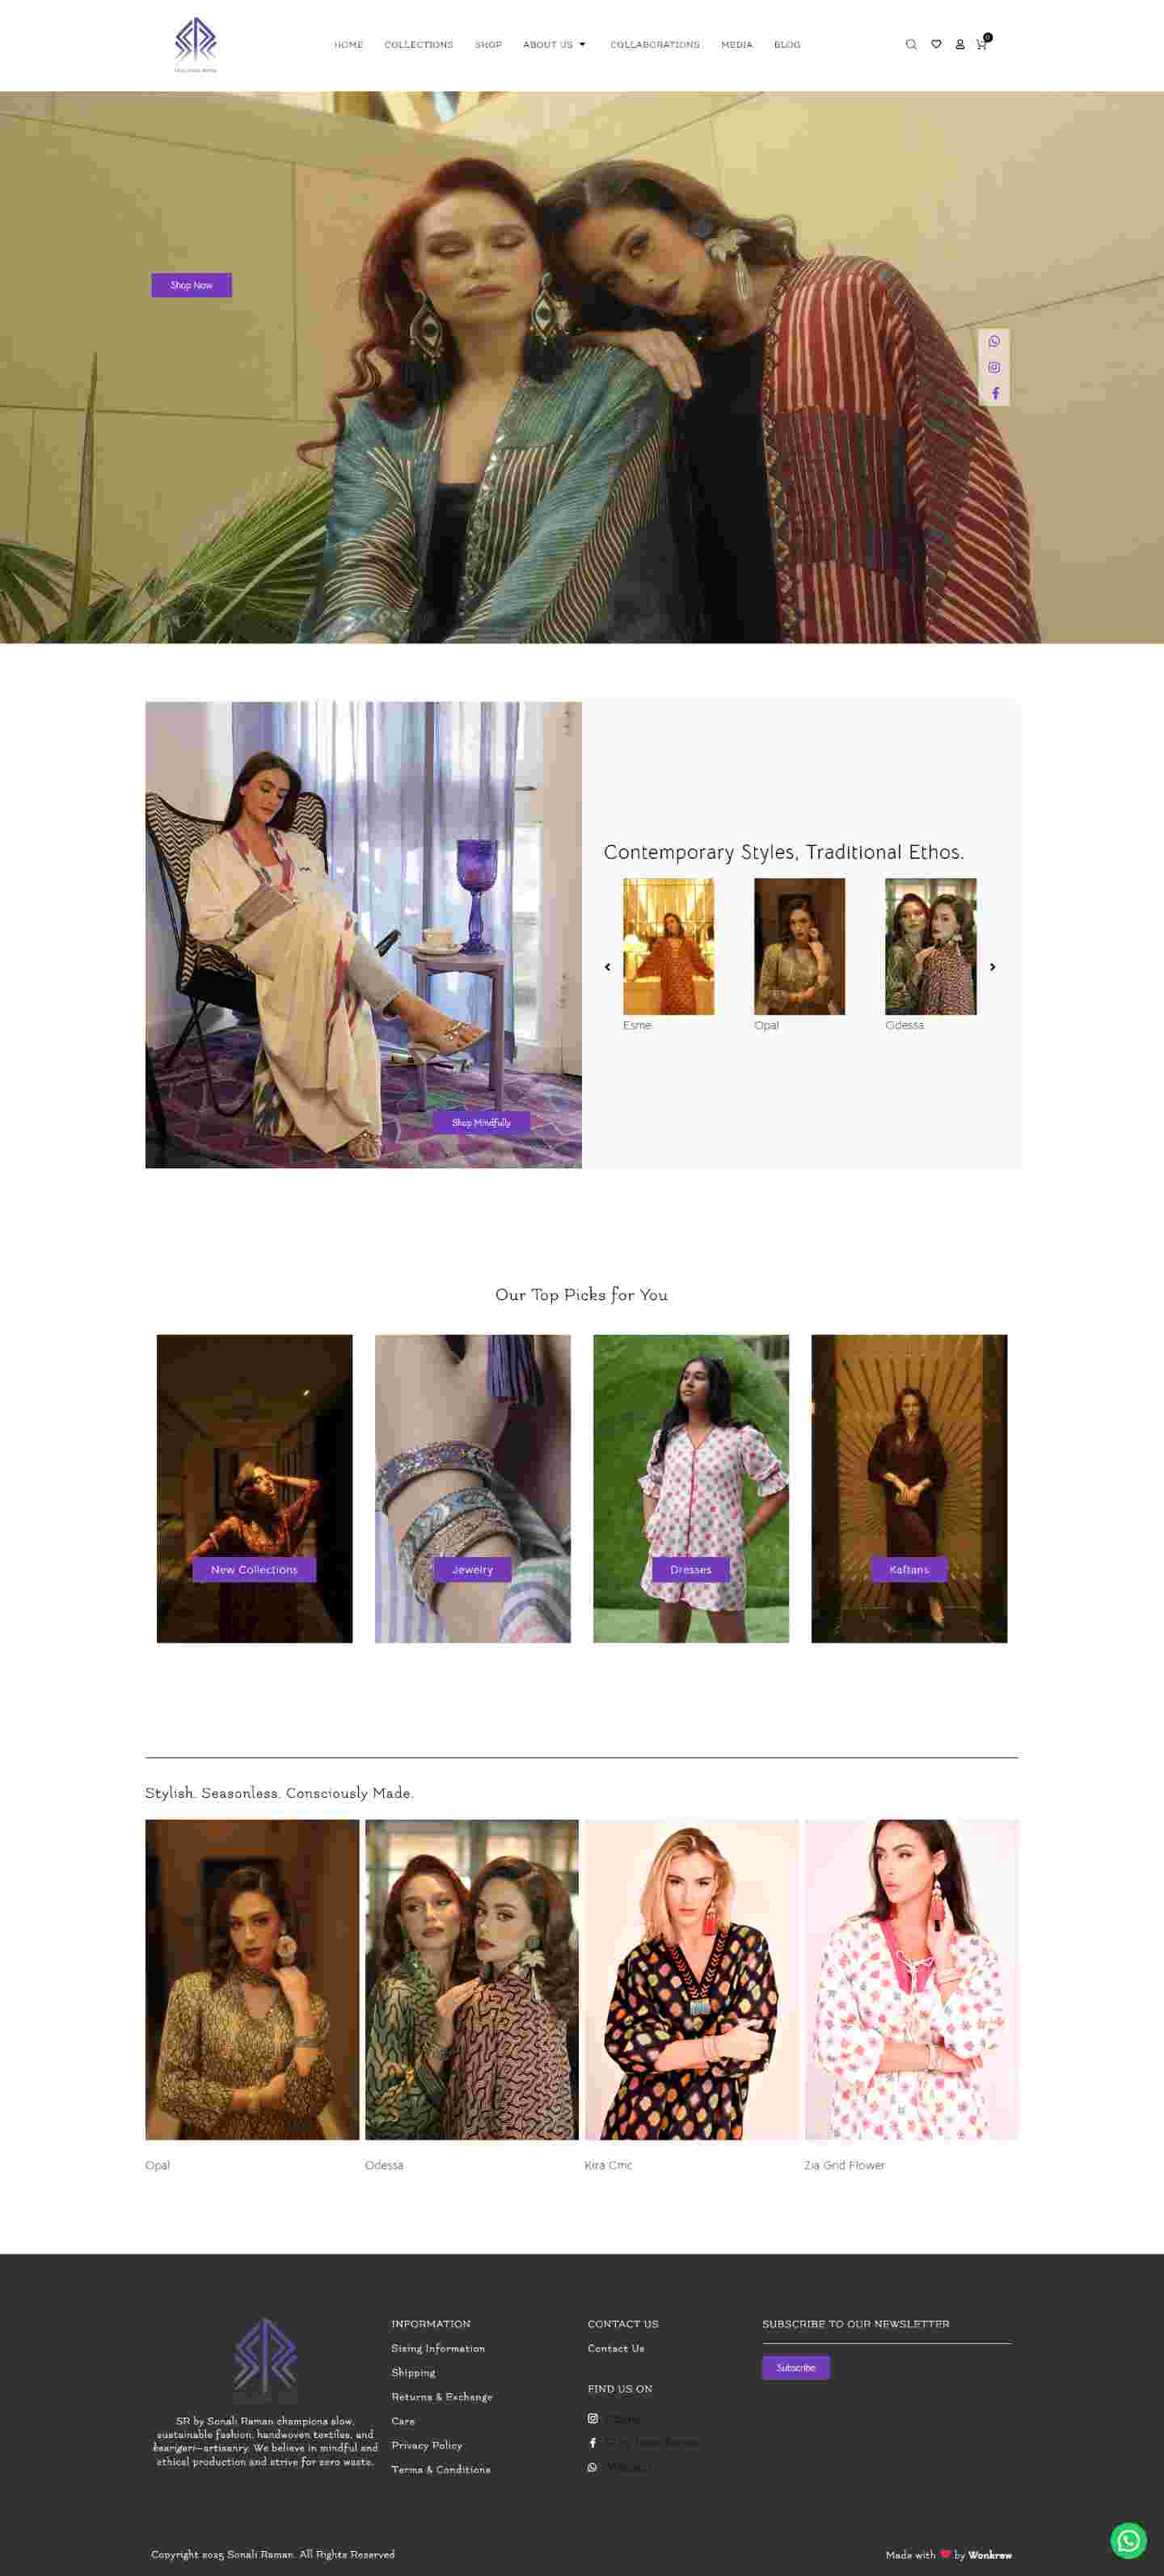 HOME COLLECTIONS SHOP ABOUT US COLLABORATIONS MEDIA BLOG
0
Shop Now
Contemporary Styles, Traditional Ethos.
Esme Opal Odessa
Shop Mindfully
Our Top Picks for You
New Collections Jewelry Dresses Kaftans
Stylish. Seasonless. Consciously Made.
Opal Odessa Kira Cmc Zia Grid Flower
INFORMATION
Sizing Information
Shipping
Returns & Exchange
Care
Privacy Policy
Terms & Conditions
CONTACT US
Contact Us
FIND US ON
SUBSCRIBE TO OUR NEWSLETTER
Subscribe
SR by Sonali Raman champions slow,
sustainable fashion, handwoven textiles, and
kearigari—artisanry. We believe in mindful and
ethical production and strive for zero waste.
Copyright 2025 Sonali Raman. All Rights Reserved
Made with by Wonkrew